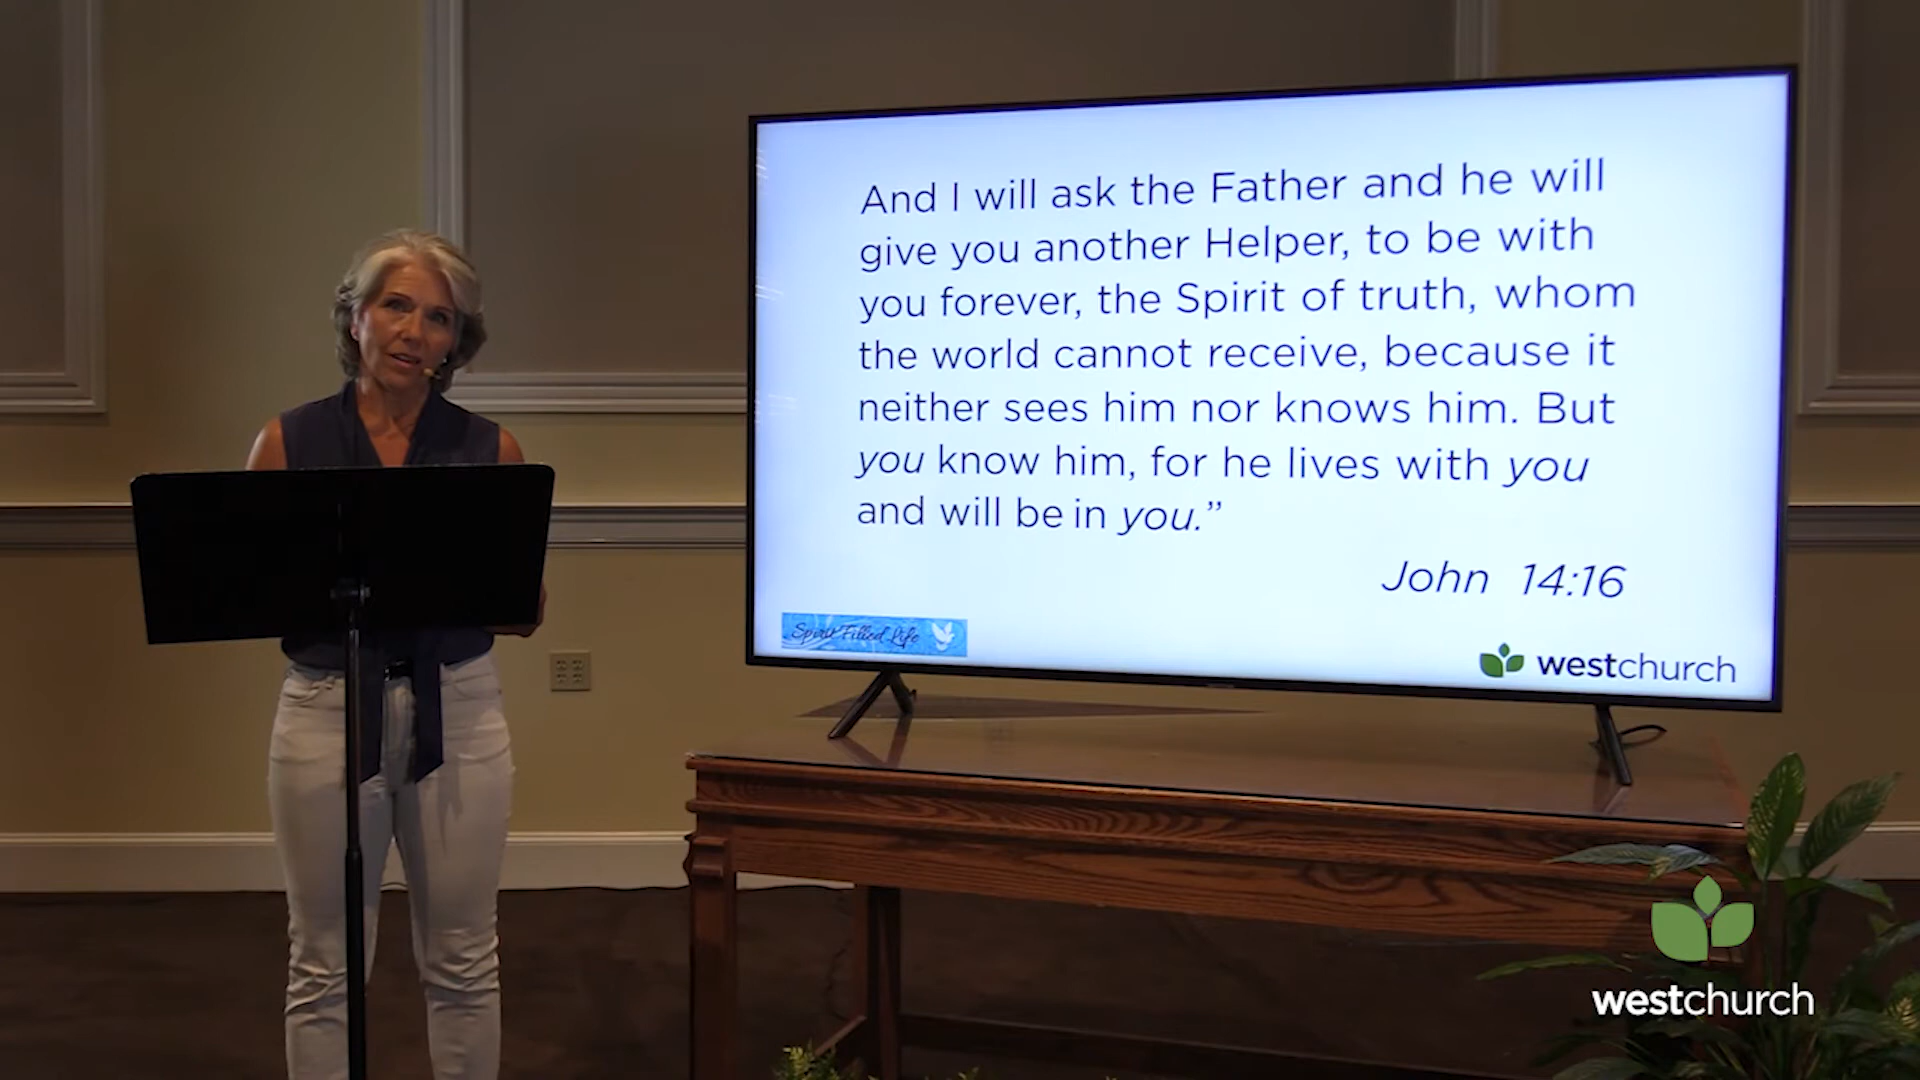 And I will ask the Father and he will
give you another Helper, to be with
you forever, the Spirit of truth, whom
the world cannot receive, because it
neither sees him nor knows him. But
you know him, for he lives with you
and will be in you.”
John 14:16
Spirit Filled Life
westchurch
westchurch